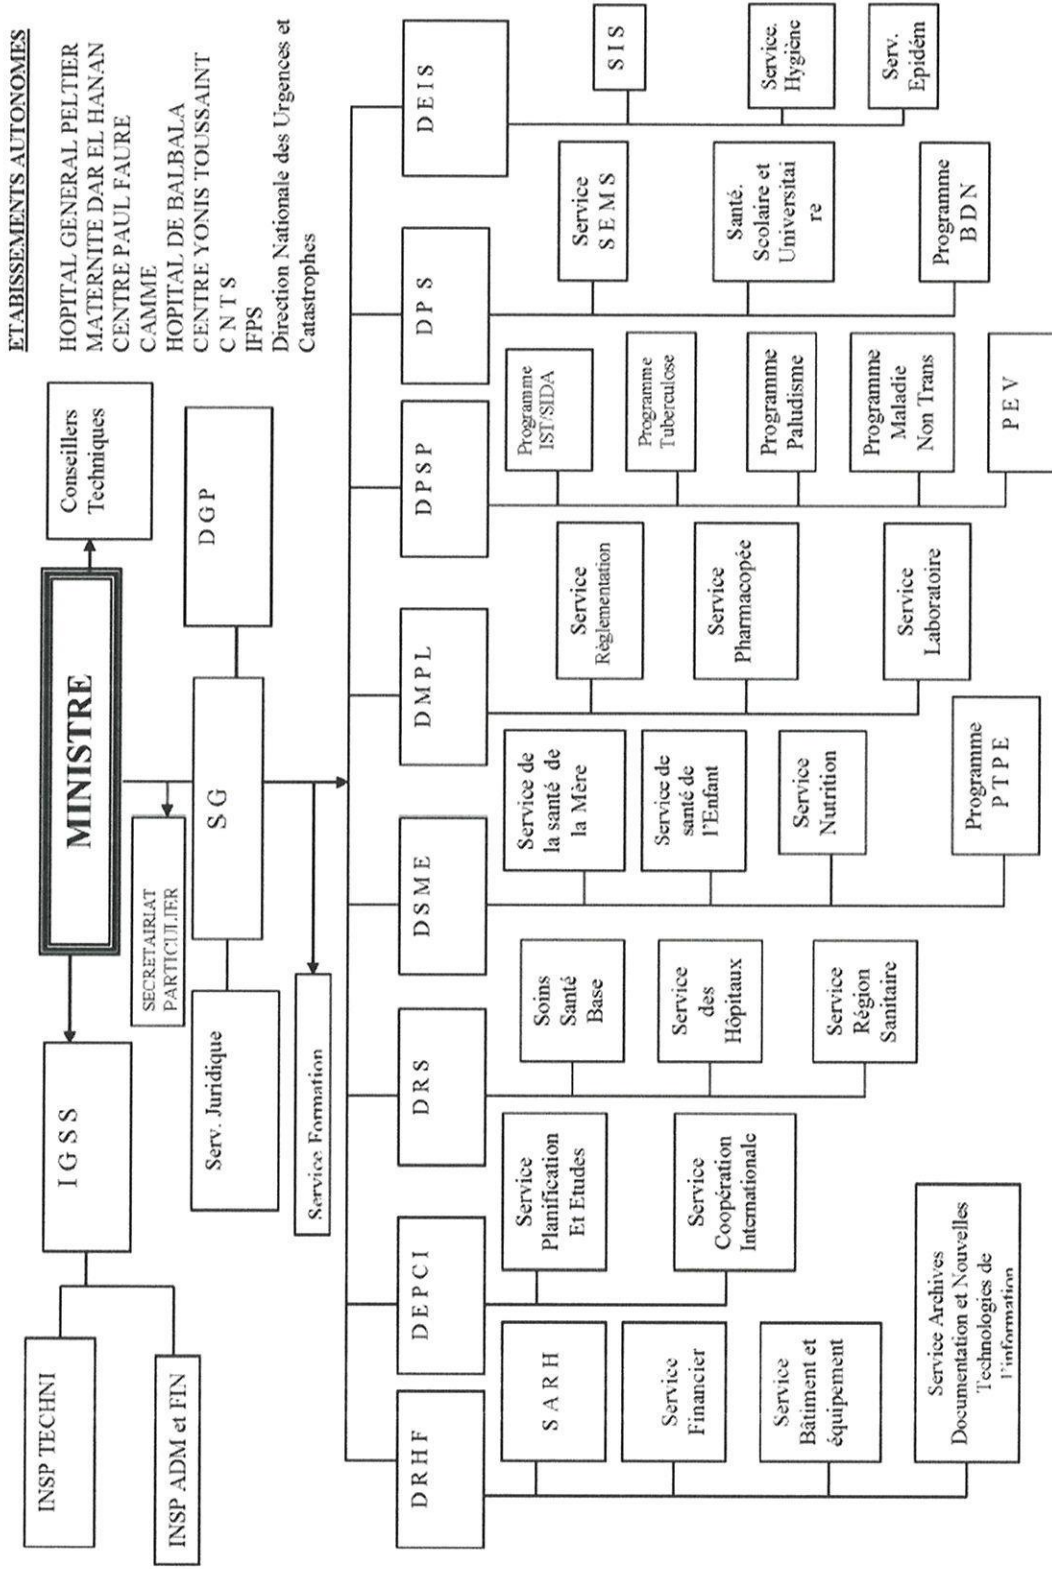 ETABISSEMENTS AUTONOMES
HOPITAL GENERAL PELTIER
MATERNITE DAR EL HANAN
CENTRE PAUL FAURE
CAMME
HOPITAL DE BALBALA
CENTRE YONIS TOUSSAINT
C N T S
IFPS
Direction Nationale des Urgences et
Catastrophes
MINISTRE
Conseillers
Techniques
I G S S
INSP TECHNI
INSP ADM et FIN
SECRETAIRIAT
PARTICULIER
Serv. Juridique
S G
D G P
Service Formation
D R H F
S A R H
Service
Financier
Service
Bâtiment et
équipement
Service Archives
Documentation et Nouvelles
Technologies de
l'information
D E P C I
Service
Planification
Et Etudes
Service
Coopération
Internationale
D R S
Soins
Santé
Base
Service
des
Hôpitaux
Service
Région
Sanitaire
D S M E
Service de
la santé de
la Mère
Service de
santé de
l'Enfant
Service
Nutrition
Programme
P T P E
D M P L
Service
Règlementation
Service
Pharmacopée
Service
Laboratoire
D P S P
Programme
IST/SIDA
Programme
Tuberculose
Programme
Paludisme
Programme
Maladie
Non Trans
P E V
D P S
Service
S E M S
Santé.
Scolaire et
Universitai
re
Programme
B D N
D E I S
S I S
Service.
Hygiène
Serv.
Epidém